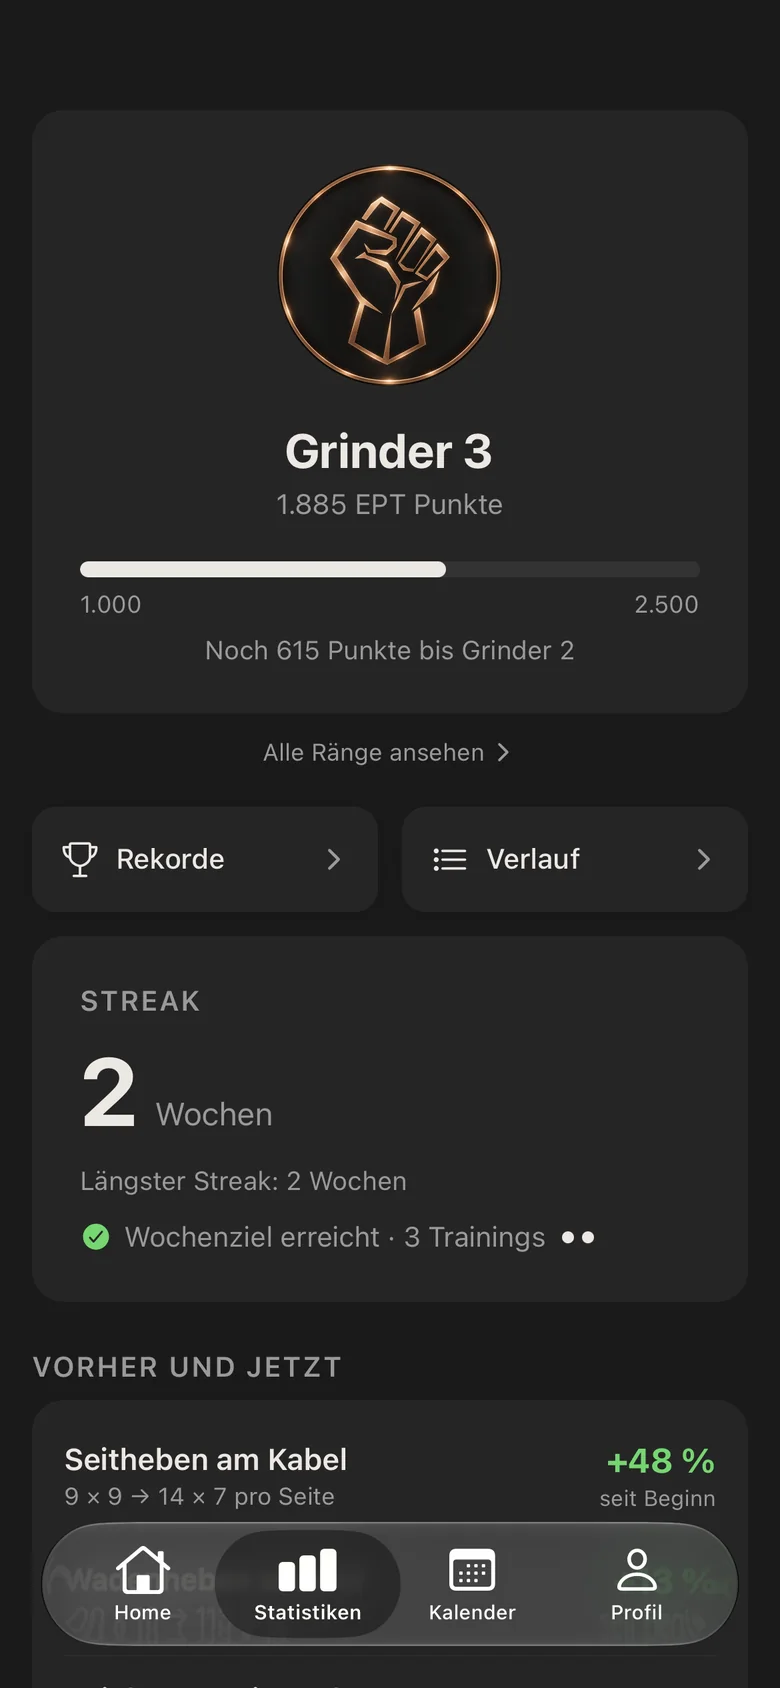 Grinder 3
1.885 EPT Punkte
1.000 2.500
Noch 615 Punkte bis Grinder 2
Alle Ränge ansehen
Rekorde
Verlauf
STREAK
2 Wochen
Längster Streak: 2 Wochen
Wochenziel erreicht · 3 Trainings
VORHER UND JETZT
Seitheben am Kabel +48 %
9 × 9 → 14 × 7 pro Seite seit Beginn
Home Statistiken Kalender Profil